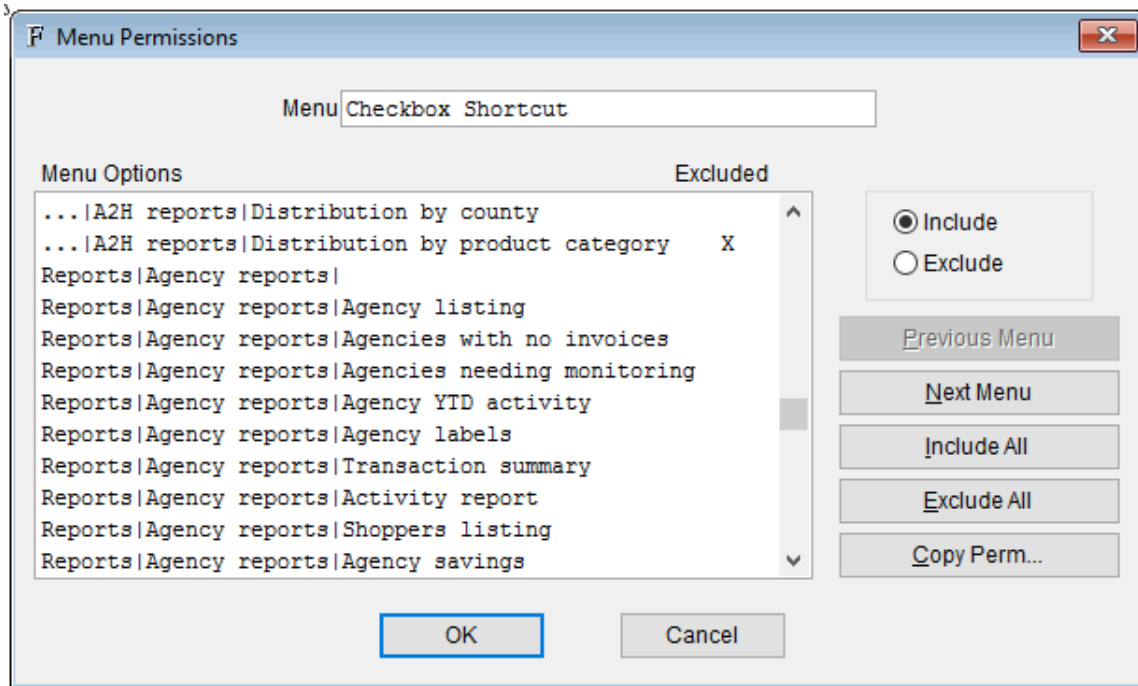 F Menu Permissions
Menu Checkbox Shortcut
Menu Options Excluded
...|A2H reports|Distribution by county
...|A2H reports|Distribution by product category X
Reports|Agency reports|
Reports|Agency reports|Agency listing
Reports|Agency reports|Agencies with no invoices
Reports|Agency reports|Agencies needing monitoring
Reports|Agency reports|Agency YTD activity
Reports|Agency reports|Agency labels
Reports|Agency reports|Transaction summary
Reports|Agency reports|Activity report
Reports|Agency reports|Shoppers listing
Reports|Agency reports|Agency savings
Include
Exclude
Previous Menu
Next Menu
Include All
Exclude All
Copy Perm...
OK Cancel